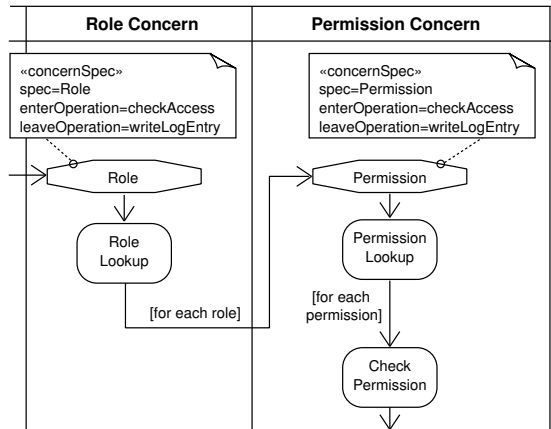 Role Concern
Permission Concern
«concernSpec»
spec=Role
enterOperation=checkAccess
leaveOperation=writeLogEntry
«concernSpec»
spec=Permission
enterOperation=checkAccess
leaveOperation=writeLogEntry
Role
Permission
Role
Lookup
Permission
Lookup
[for each role]
[for each
permission]
Check
Permission